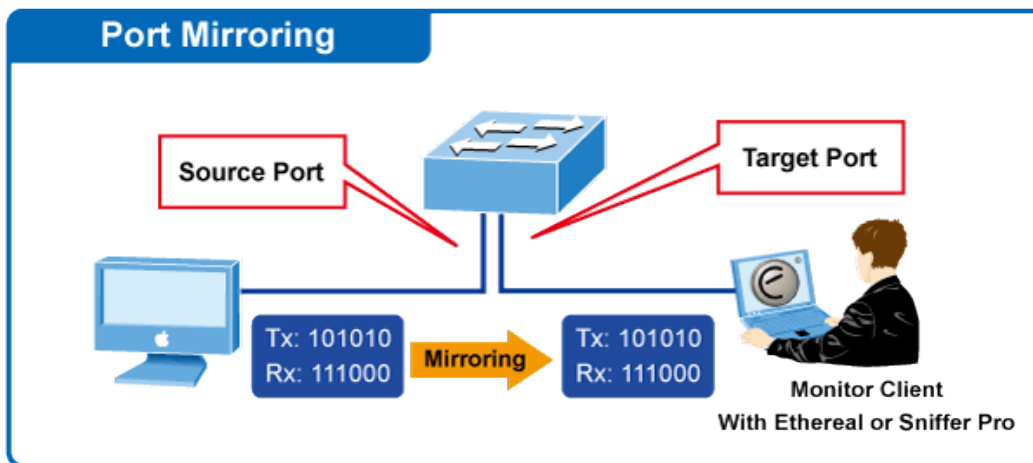 Port Mirroring
Source Port
Target Port
Tx: 101010
Rx: 111000
Mirroring
Tx: 101010
Rx: 111000
Monitor Client
With Ethereal or Sniffer Pro